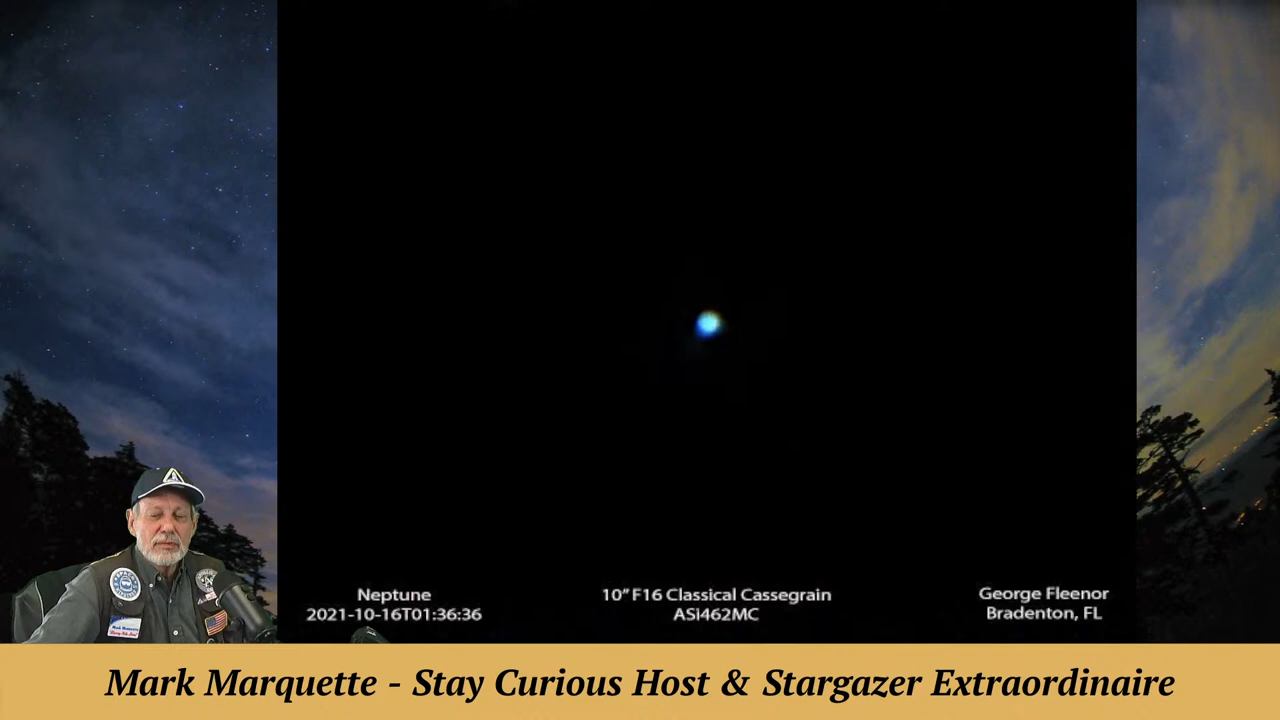 Neptune
2021-10-16T01:36:36
10” F16 Classical Cassegrain
ASi462MC
George Fleenor
Bradenton, FL
Mark Marquette - Stay Curious Host & Stargazer Extraordinaire